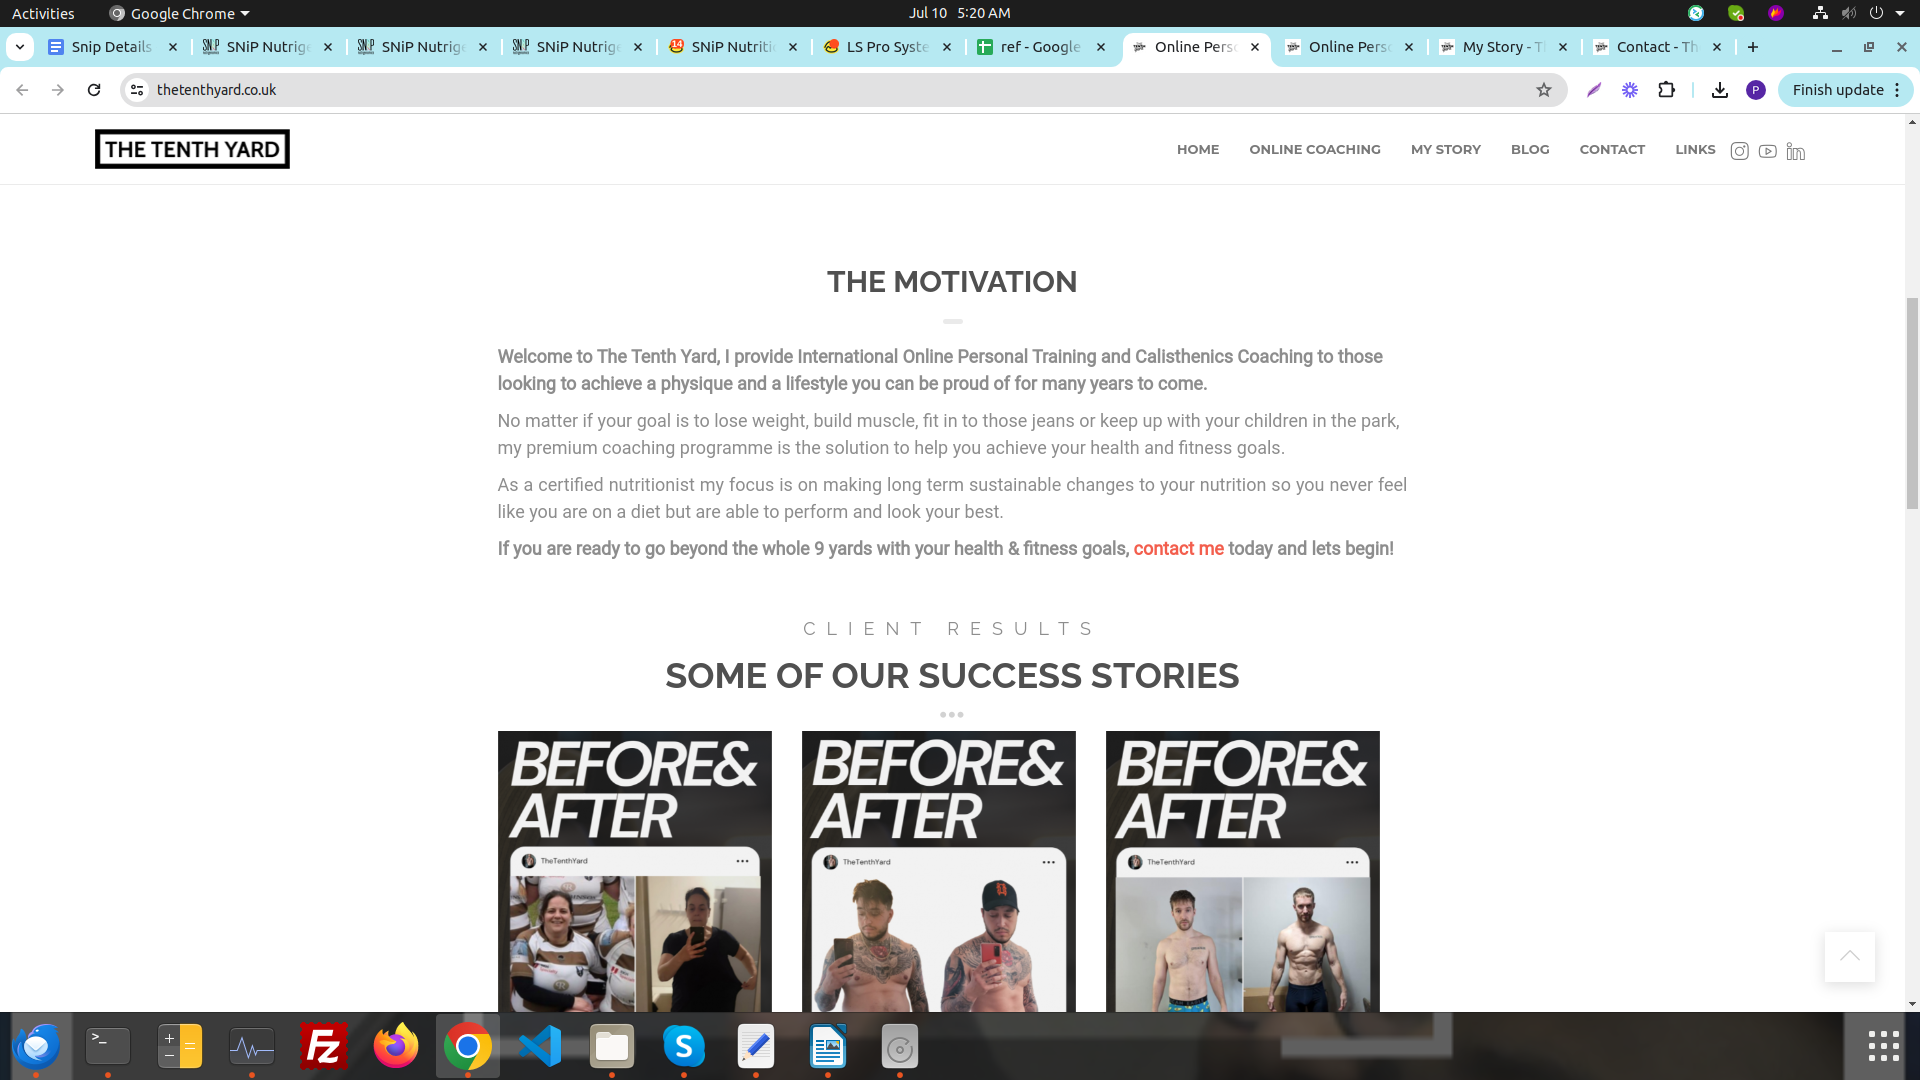 Activities
Google Chrome
Jul 10 5:20 AM
Snip Details
SNiP Nutrige
SNiP Nutrige
SNiP Nutrige
14
SNiP Nutriti
LS Pro Syste
ref - Google
Online Perso
Online Perso
My Story - T
Contact - Th
thetenthyard.co.uk
P
Finish update
THE TENTH YARD
HOME
ONLINE COACHING
MY STORY
BLOG
CONTACT
LINKS
THE MOTIVATION
Welcome to The Tenth Yard, I provide International Online Personal Training and Calisthenics Coaching to those
looking to achieve a physique and a lifestyle you can be proud of for many years to come.
No matter if your goal is to lose weight, build muscle, fit in to those jeans or keep up with your children in the park,
my premium coaching programme is the solution to help you achieve your health and fitness goals.
As a certified nutritionist my focus is on making long term sustainable changes to your nutrition so you never feel
like you are on a diet but are able to perform and look your best.
If you are ready to go beyond the whole 9 yards with your health & fitness goals, contact me today and lets begin!
CLIENT RESULTS
SOME OF OUR SUCCESS STORIES
BEFORE&
AFTER
TheTenthYard
BEFORE&
AFTER
TheTenthYard
BEFORE&
AFTER
TheTenthYard